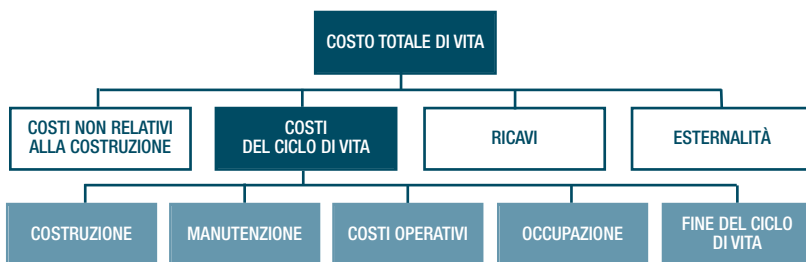 COSTO TOTALE DI VITA
COSTI NON RELATIVI
ALLA COSTRUZIONE
COSTI
DEL CICLO DI VITA
RICAVI
ESTERNALITÀ
COSTRUZIONE
MANUTENZIONE
COSTI OPERATIVI
OCCUPAZIONE
FINE DEL CICLO
DI VITA